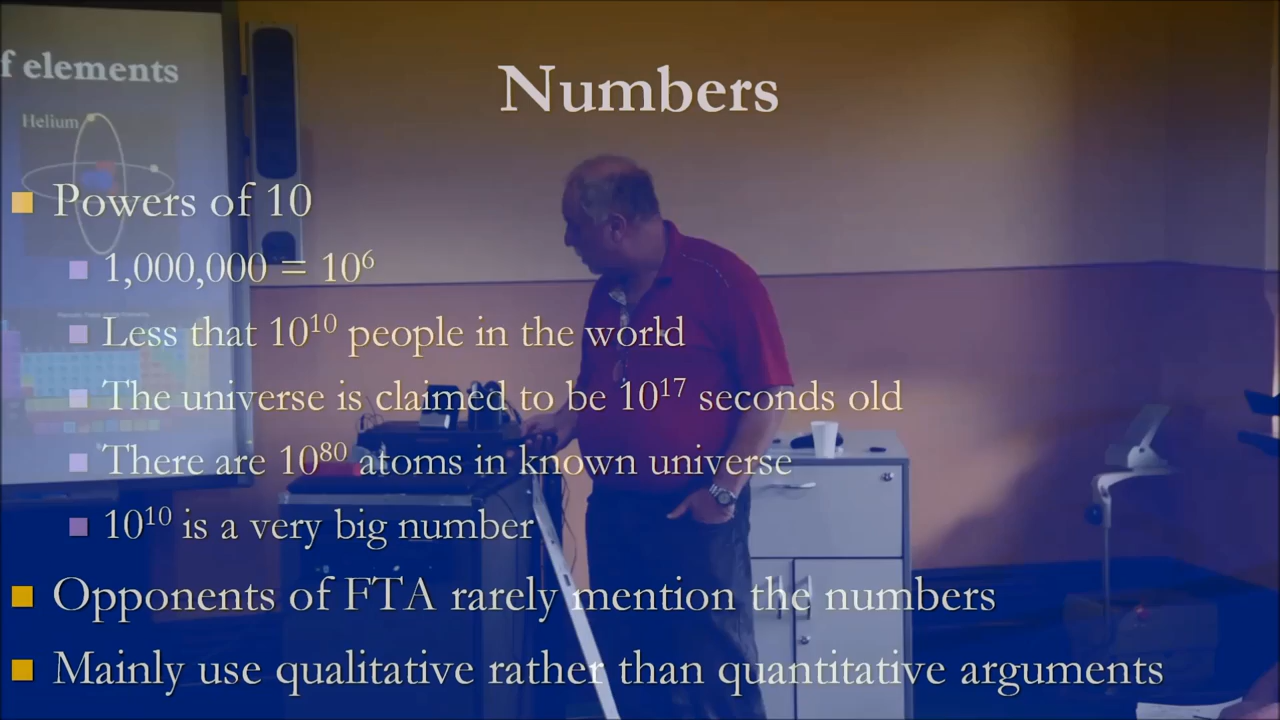 f elements
Helium
Numbers
Powers of 10
1,000,000 = 10⁶
Less that 10¹⁰ people in the world
The universe is claimed to be 10¹⁷ seconds old
There are 10⁸⁰ atoms in known universe
10¹⁰ is a very big number
Opponents of FTA rarely mention the numbers
Mainly use qualitative rather than quantitative arguments